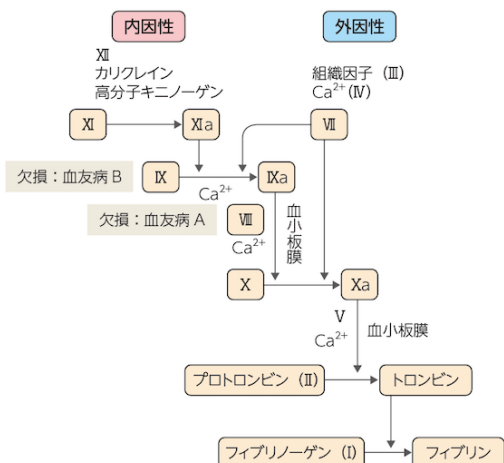 内因性
外因性
Ⅻ
カリクレイン
高分子キニノーゲン
組織因子 (Ⅲ)
Ca²⁺(Ⅳ)
Ⅺ
Ⅺa
Ⅶ
欠損：血友病 B
Ⅸ
Ca²⁺
Ⅸa
欠損：血友病 A
Ⅷ
Ca²⁺
血小板膜
Ⅹ
Ⅹa
Ⅴ
Ca²⁺
血小板膜
プロトロンビン (Ⅱ)
トロンビン
フィブリノーゲン (Ⅰ)
フィブリン